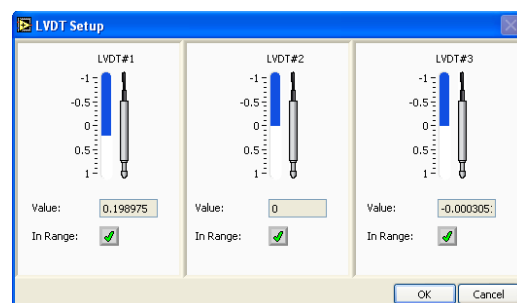 LVDT Setup
LVDT#1
-1
-0.5
0
0.5
1
Value: 0.198975
In Range:
LVDT#2
-1
-0.5
0
0.5
1
Value: 0
In Range:
LVDT#3
-1
-0.5
0
0.5
1
Value: -0.000305
In Range:
OK Cancel